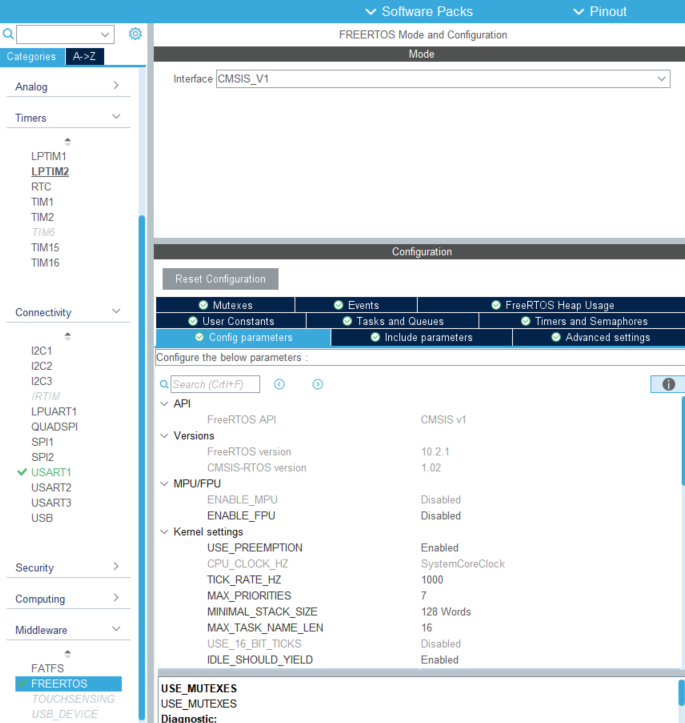 Software Packs
Pinout
Categories
A->Z
Analog
Timers
LPTIM1
LPTIM2
RTC
TIM1
TIM2
TIM6
TIM15
TIM16
Connectivity
I2C1
I2C2
I2C3
IRTIM
LPUART1
QUADSPI
SPI1
SPI2
USART1
USART2
USART3
USB
Security
Computing
Middleware
FATFS
FREERTOS
TOUCHSENSING
USB_DEVICE
FREERTOS Mode and Configuration
Mode
Interface CMSIS_V1
Configuration
Reset Configuration
Mutexes
Events
FreeRTOS Heap Usage
User Constants
Tasks and Queues
Timers and Semaphores
Config parameters
Include parameters
Advanced settings
Configure the below parameters :
Search (Crtl+F)
API
FreeRTOS API CMSIS v1
Versions
FreeRTOS version 10.2.1
CMSIS-RTOS version 1.02
MPU/FPU
ENABLE_MPU Disabled
ENABLE_FPU Disabled
Kernel settings
USE_PREEMPTION Enabled
CPU_CLOCK_HZ SystemCoreClock
TICK_RATE_HZ 1000
MAX_PRIORITIES 7
MINIMAL_STACK_SIZE 128 Words
MAX_TASK_NAME_LEN 16
USE_16_BIT_TICKS Disabled
IDLE_SHOULD_YIELD Enabled
USE_MUTEXES
USE_MUTEXES
Diagnostic: